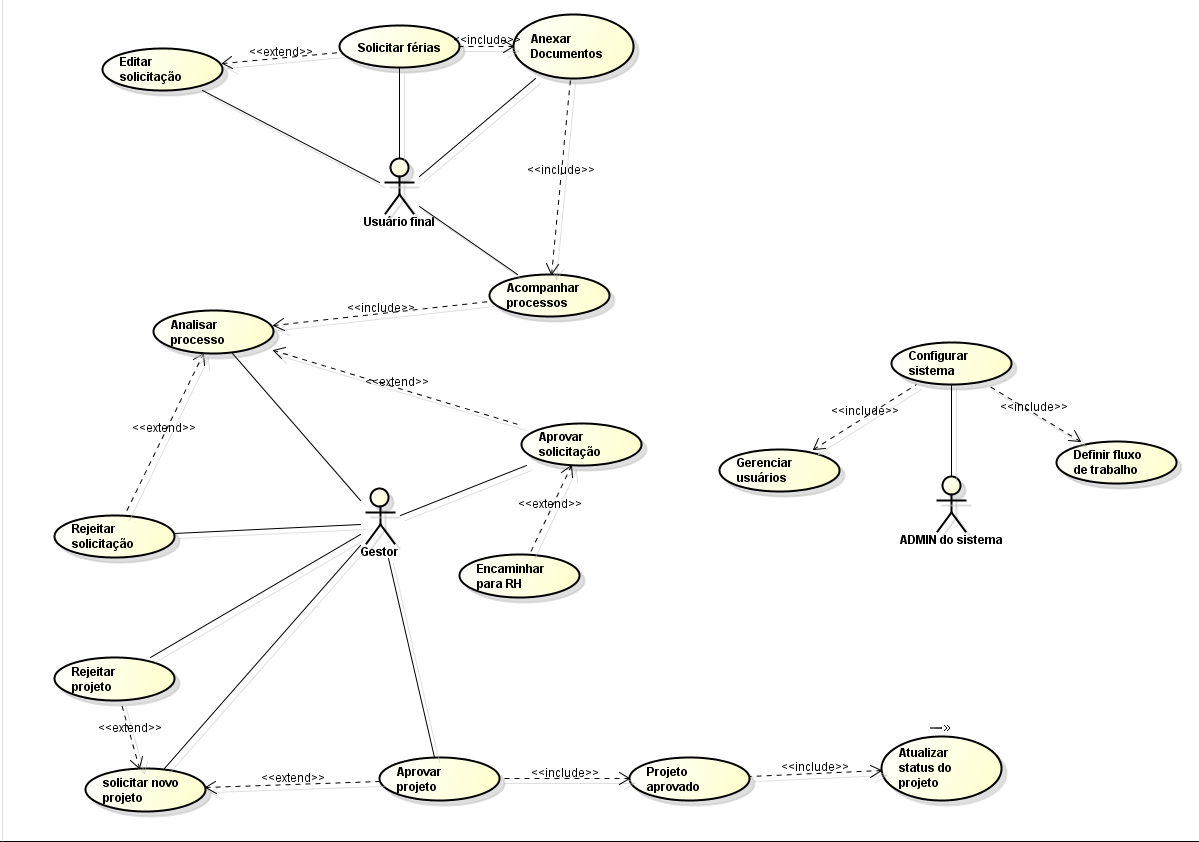 Anexar
Documentos
<<include>>
Solicitar férias
<<extend>>
Editar
solicitação
<<include>>
Usuário final
Acompanhar
processos
<<include>>
Analisar
processo
Configurar
sistema
<<extend>>
<<include>>
<<include>>
<<extend>>
Aprovar
solicitação
Gerenciar
usuários
Definir fluxo
de trabalho
<<extend>>
Rejeitar
solicitação
Gestor
ADMIN do sistema
Encaminhar
para RH
Rejeitar
projeto
<<extend>>
solicitar novo
projeto
<<extend>>
Aprovar
projeto
<<include>>
Projeto
aprovado
<<include>>
Atualizar
status do
projeto